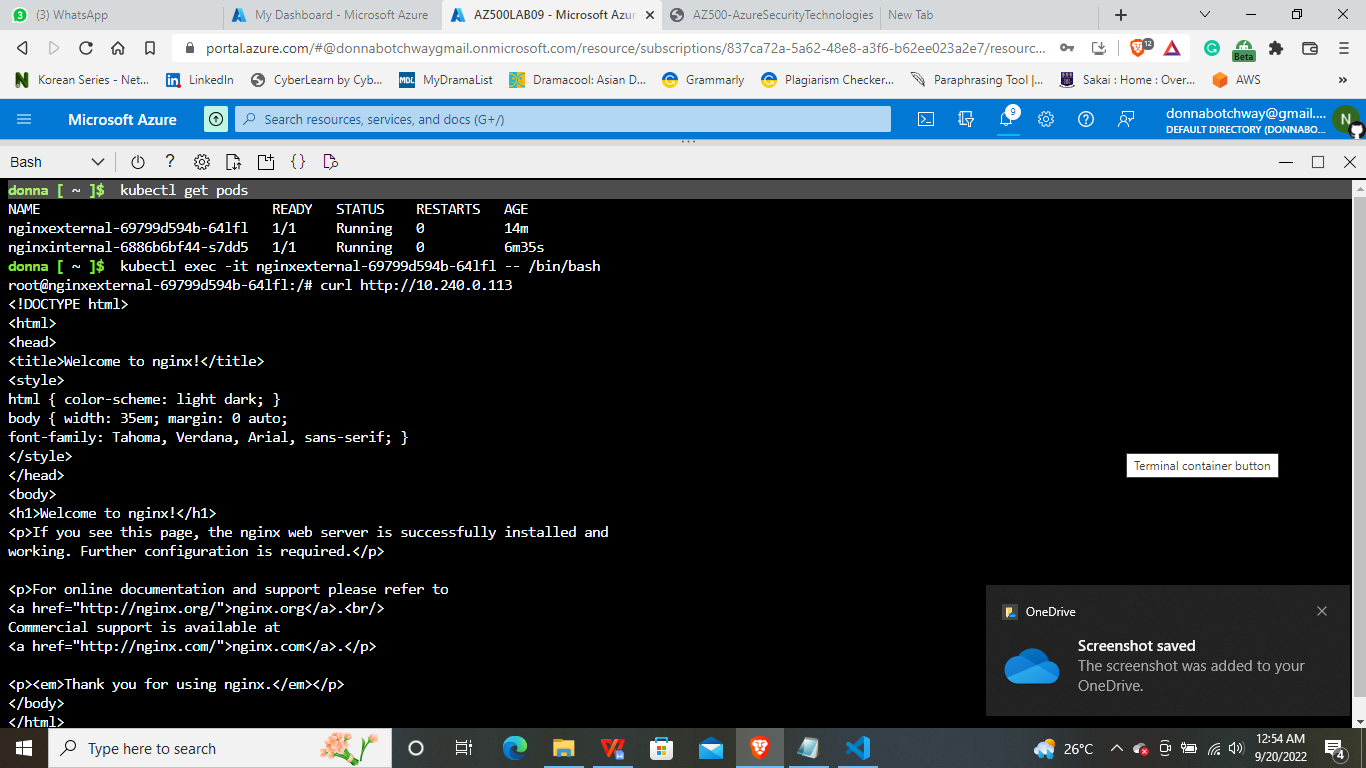 3 (3) WhatsApp
My Dashboard - Microsoft Azure
AZ500LAB09 - Microsoft Azur
AZ500-AzureSecurityTechnologies
New Tab
portal.azure.com/#@donnabotchwaygmail.onmicrosoft.com/resource/subscriptions/837ca72a-5a62-48e8-a3f6-b62ee023a2e7/resourc...
12
Beta
Korean Series - Net...
LinkedIn
CyberLearn by Cyb...
MDL MyDramaList
Dramacool: Asian D...
Grammarly
Plagiarism Checker...
Paraphrasing Tool |...
Sakai : Home : Over...
AWS
»
Microsoft Azure
Search resources, services, and docs (G+/)
9
donnabotchway@gmail....
DEFAULT DIRECTORY (DONNABO...
N
Bash
donna [ ~ ]$  kubectl get pods
NAME                             READY   STATUS    RESTARTS   AGE
nginxexternal-69799d594b-64lfl   1/1     Running   0          14m
nginxinternal-6886b6bf44-s7dd5   1/1     Running   0          6m35s
donna [ ~ ]$  kubectl exec -it nginxexternal-69799d594b-64lfl -- /bin/bash
root@nginxexternal-69799d594b-64lfl:/# curl http://10.240.0.113
<!DOCTYPE html>
<html>
<head>
<title>Welcome to nginx!</title>
<style>
html { color-scheme: light dark; }
body { width: 35em; margin: 0 auto;
font-family: Tahoma, Verdana, Arial, sans-serif; }
</style>
</head>
Terminal container button
<body>
<h1>Welcome to nginx!</h1>
<p>If you see this page, the nginx web server is successfully installed and
working. Further configuration is required.</p>
<p>For online documentation and support please refer to
<a href="http://nginx.org/">nginx.org</a>.<br/>
Commercial support is available at
<a href="http://nginx.com/">nginx.com</a>.</p>
<p><em>Thank you for using nginx.</em></p>
</body>
</html>
OneDrive
Screenshot saved
The screenshot was added to your
OneDrive.
Type here to search
26°C
12:54 AM
9/20/2022
4